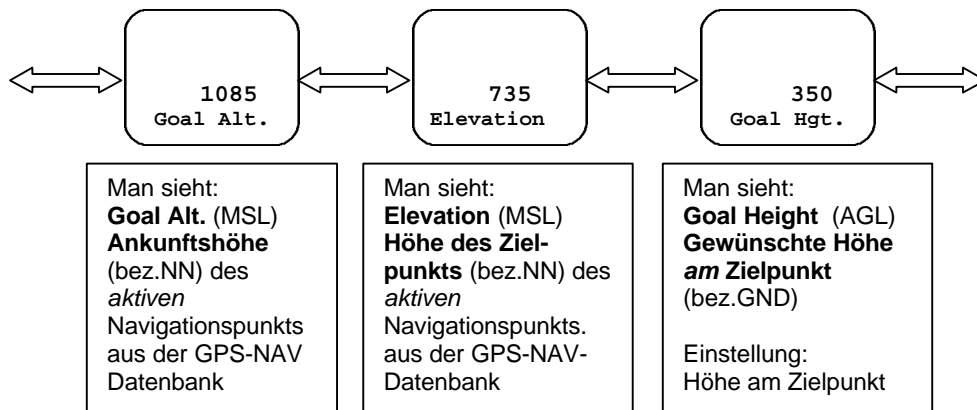 1085
Goal Alt.
735
Elevation
350
Goal Hgt.
Man sieht:
Goal Alt. (MSL)
Ankunftshöhe
(bez.NN) des
aktiven
Navigationspunkts
aus der GPS-NAV
Datenbank
Man sieht:
Elevation (MSL)
Höhe des Ziel-
punkts (bez.NN) des
aktiven
Navigationspunkts.
aus der GPS-NAV-
Datenbank
Man sieht:
Goal Height (AGL)
Gewünschte Höhe
am Zielpunkt
(bez.GND)
Einstellung:
Höhe am Zielpunkt